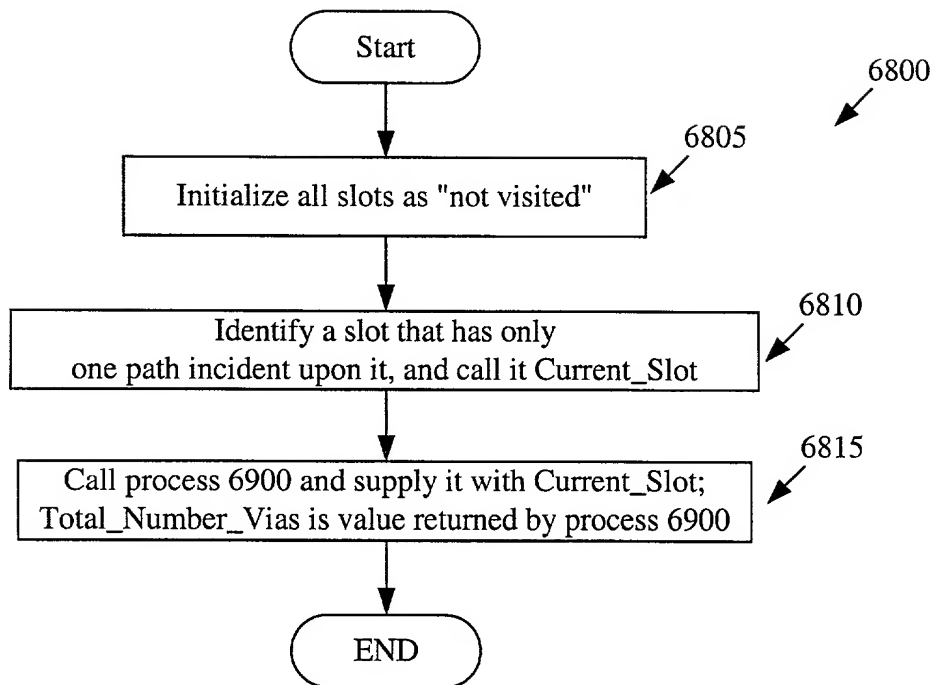 Start
6800
6805
Initialize all slots as "not visited"
6810
Identify a slot that has only
one path incident upon it, and call it Current_Slot
6815
Call process 6900 and supply it with Current_Slot;
Total_Number_Vias is value returned by process 6900
END